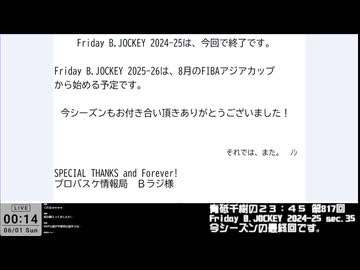 Friday B.JOCKEY 2024-25は、今回で終了です。
Friday B.JOCKEY 2025-26は、8月のFIBAアジアカップ
から始める予定です。
今シーズンもお付き合い頂きありがとうございました！
それでは、また。 ﾉｼ
SPECIAL THANKS and Forever!
プロバスケ情報局 Bラジ様
LIVE
00:14
06/01 Sun
青砥千樹の２３：４５ 第817回
Friday B.JOCKEY 2024-25 sec.35
今シーズンの最終回です。